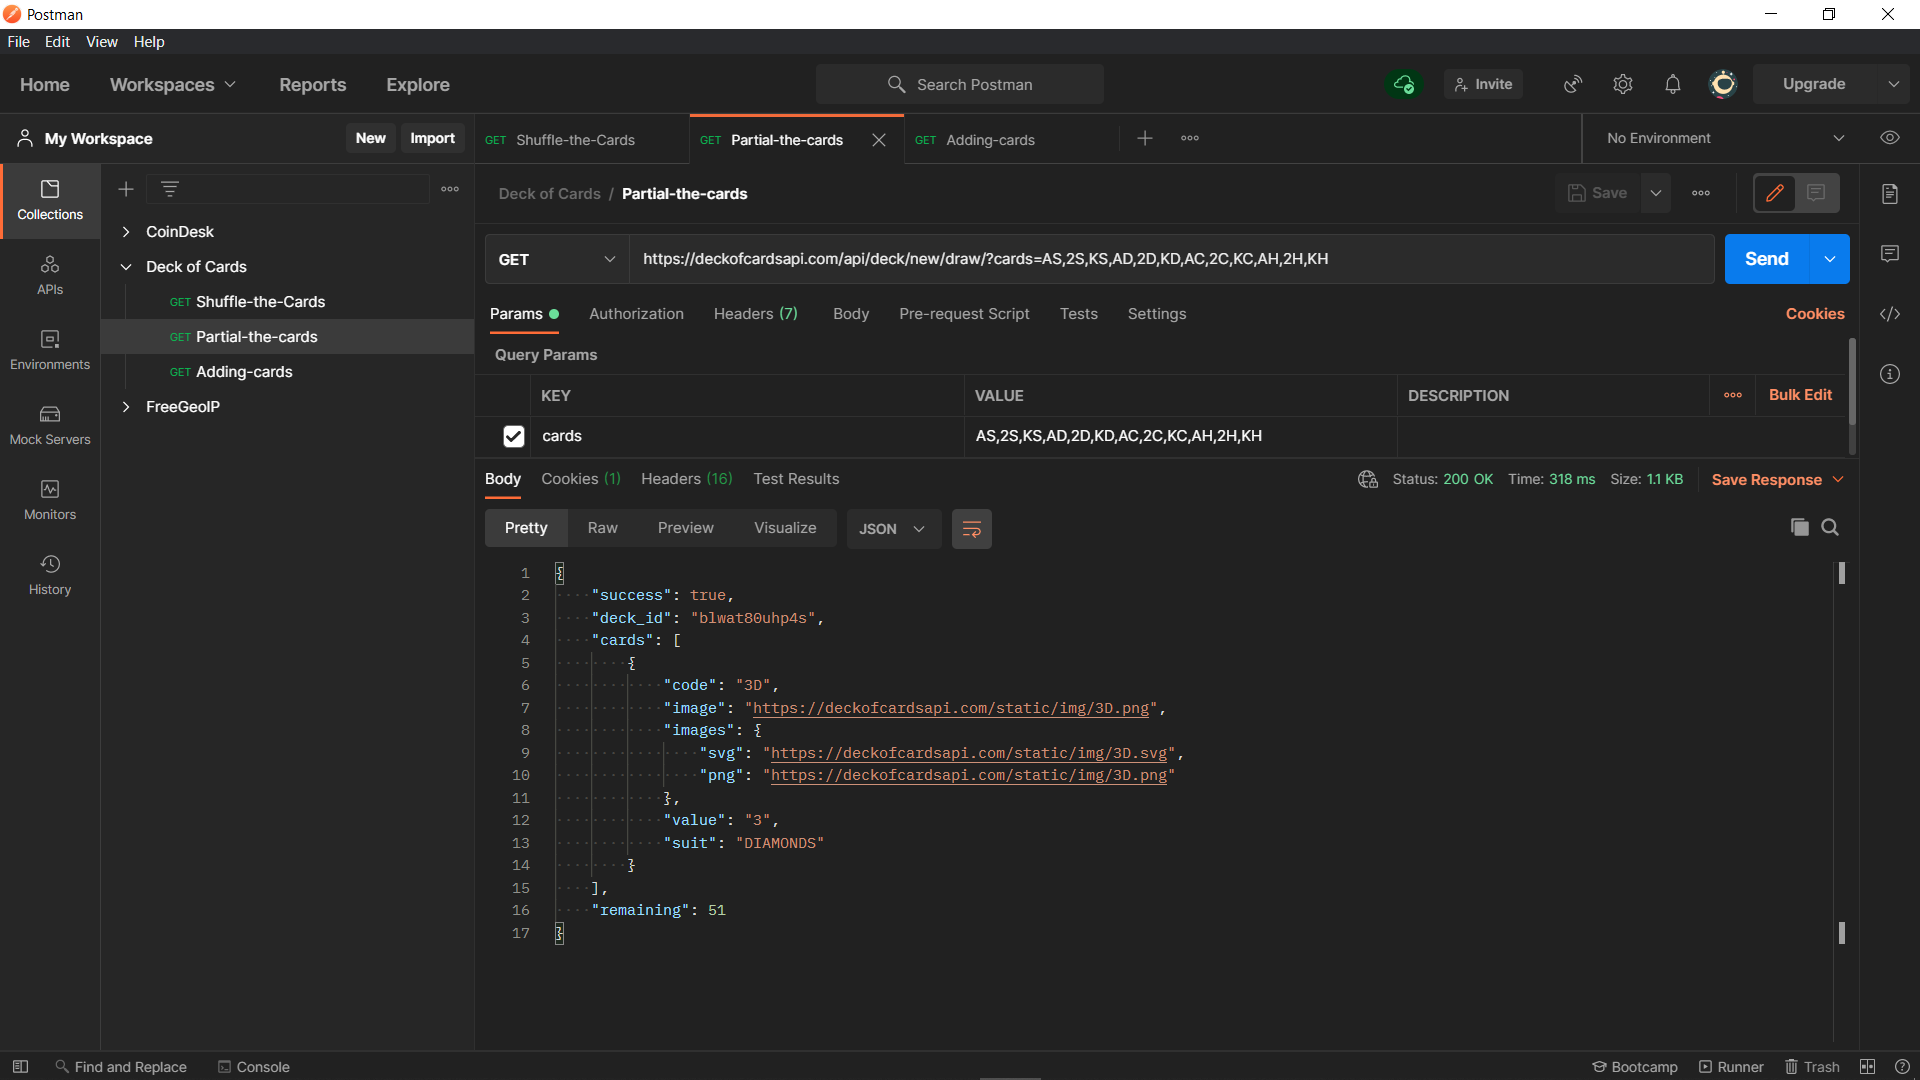 Postman
File Edit View Help
Home Workspaces Reports Explore Search Postman Invite Upgrade
My Workspace New Import GET Shuffle-the-Cards GET Partial-the-cards GET Adding-cards No Environment
Collections
APIs
Environments
Mock Servers
Monitors
History
CoinDesk
Deck of Cards
GET Shuffle-the-Cards
GET Partial-the-cards
GET Adding-cards
FreeGeoIP
Deck of Cards / Partial-the-cards Save
GET https://deckofcardsapi.com/api/deck/new/draw/?cards=AS,2S,KS,AD,2D,KD,AC,2C,KC,AH,2H,KH Send
Params Authorization Headers (7) Body Pre-request Script Tests Settings Cookies
Query Params
KEY VALUE DESCRIPTION Bulk Edit
cards AS,2S,KS,AD,2D,KD,AC,2C,KC,AH,2H,KH
Body Cookies (1) Headers (16) Test Results Status: 200 OK Time: 318 ms Size: 1.1 KB Save Response
Pretty Raw Preview Visualize JSON
1 {
2 "success": true,
3 "deck_id": "blwat80uhp4s",
4 "cards": [
5 {
6 "code": "3D",
7 "image": "https://deckofcardsapi.com/static/img/3D.png",
8 "images": {
9 "svg": "https://deckofcardsapi.com/static/img/3D.svg",
10 "png": "https://deckofcardsapi.com/static/img/3D.png"
11 },
12 "value": "3",
13 "suit": "DIAMONDS"
14 }
15 ],
16 "remaining": 51
17 }
Find and Replace Console Bootcamp Runner Trash